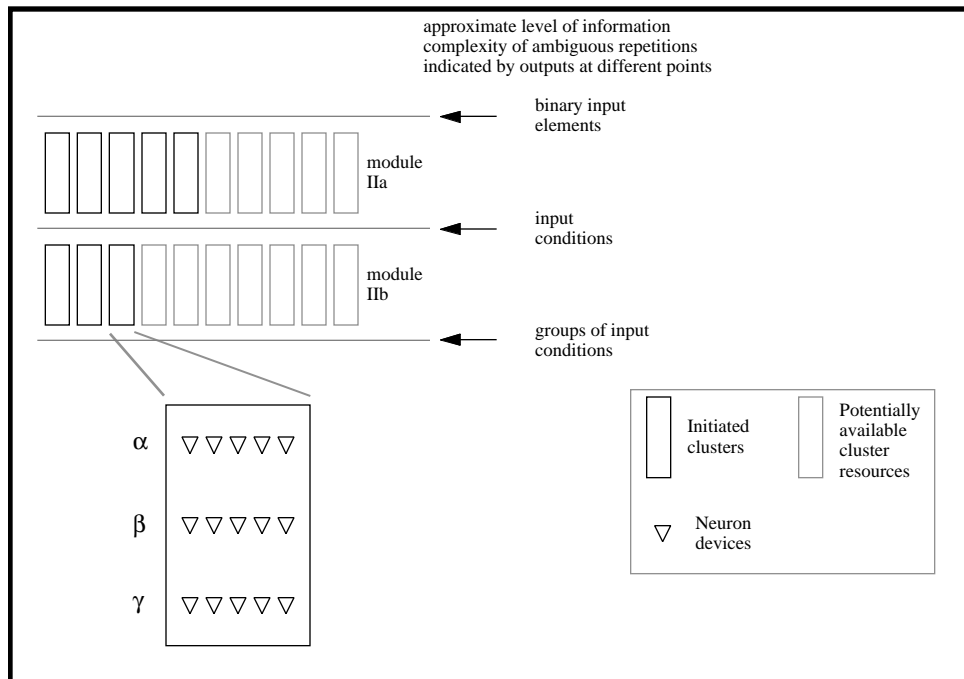 approximate level of information
complexity of ambiguous repetitions
indicated by outputs at different points
binary input
elements
module
IIa
input
conditions
module
IIb
groups of input
conditions
α
β
γ
Initiated
clusters
Potentially
available
cluster
resources
Neuron
devices